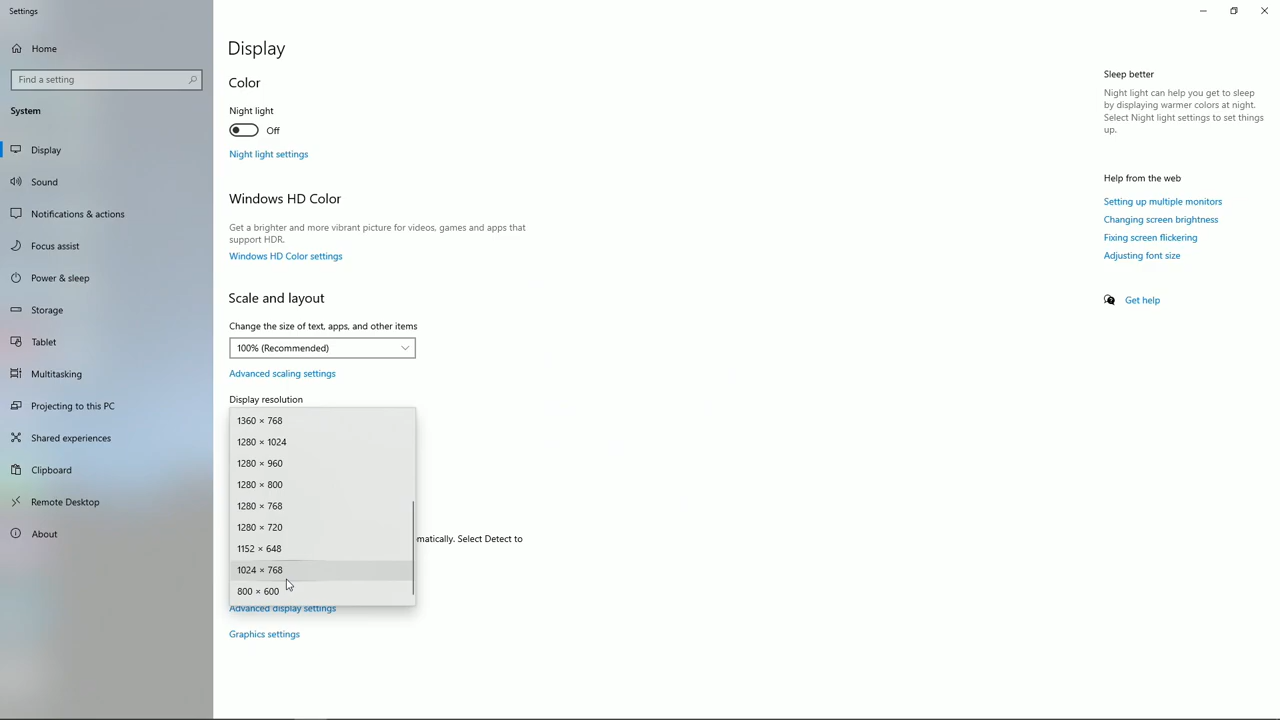 Settings
Home
Find a setting
System
Display
Sound
Notifications & actions
Focus assist
Power & sleep
Storage
Tablet
Multitasking
Projecting to this PC
Shared experiences
Clipboard
Remote Desktop
About
Display
Color
Night light
Off
Night light settings
Windows HD Color
Get a brighter and more vibrant picture for videos, games and apps that
support HDR.
Windows HD Color settings
Scale and layout
Change the size of text, apps, and other items
100% (Recommended)
Advanced scaling settings
Display resolution
1360 × 768
1280 × 1024
1280 × 960
1280 × 800
1280 × 768
1280 × 720
matically. Select Detect to
1152 × 648
1024 × 768
800 × 600
Advanced display settings
Graphics settings
Sleep better
Night light can help you get to sleep
by displaying warmer colors at night.
Select Night light settings to set things
up.
Help from the web
Setting up multiple monitors
Changing screen brightness
Fixing screen flickering
Adjusting font size
Get help